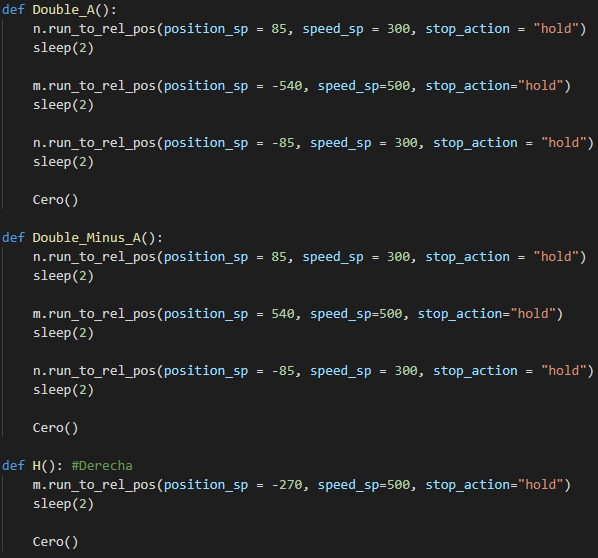 def Double_A():
    n.run_to_rel_pos(position_sp = 85, speed_sp = 300, stop_action = "hold")
    sleep(2)

    m.run_to_rel_pos(position_sp = -540, speed_sp=500, stop_action="hold")
    sleep(2)

    n.run_to_rel_pos(position_sp = -85, speed_sp = 300, stop_action = "hold")
    sleep(2)

    Cero()

def Double_Minus_A():
    n.run_to_rel_pos(position_sp = 85, speed_sp = 300, stop_action = "hold")
    sleep(2)

    m.run_to_rel_pos(position_sp = 540, speed_sp=500, stop_action="hold")
    sleep(2)

    n.run_to_rel_pos(position_sp = -85, speed_sp = 300, stop_action = "hold")
    sleep(2)

    Cero()

def H(): #Derecha
    m.run_to_rel_pos(position_sp = -270, speed_sp=500, stop_action="hold")
    sleep(2)

    Cero()